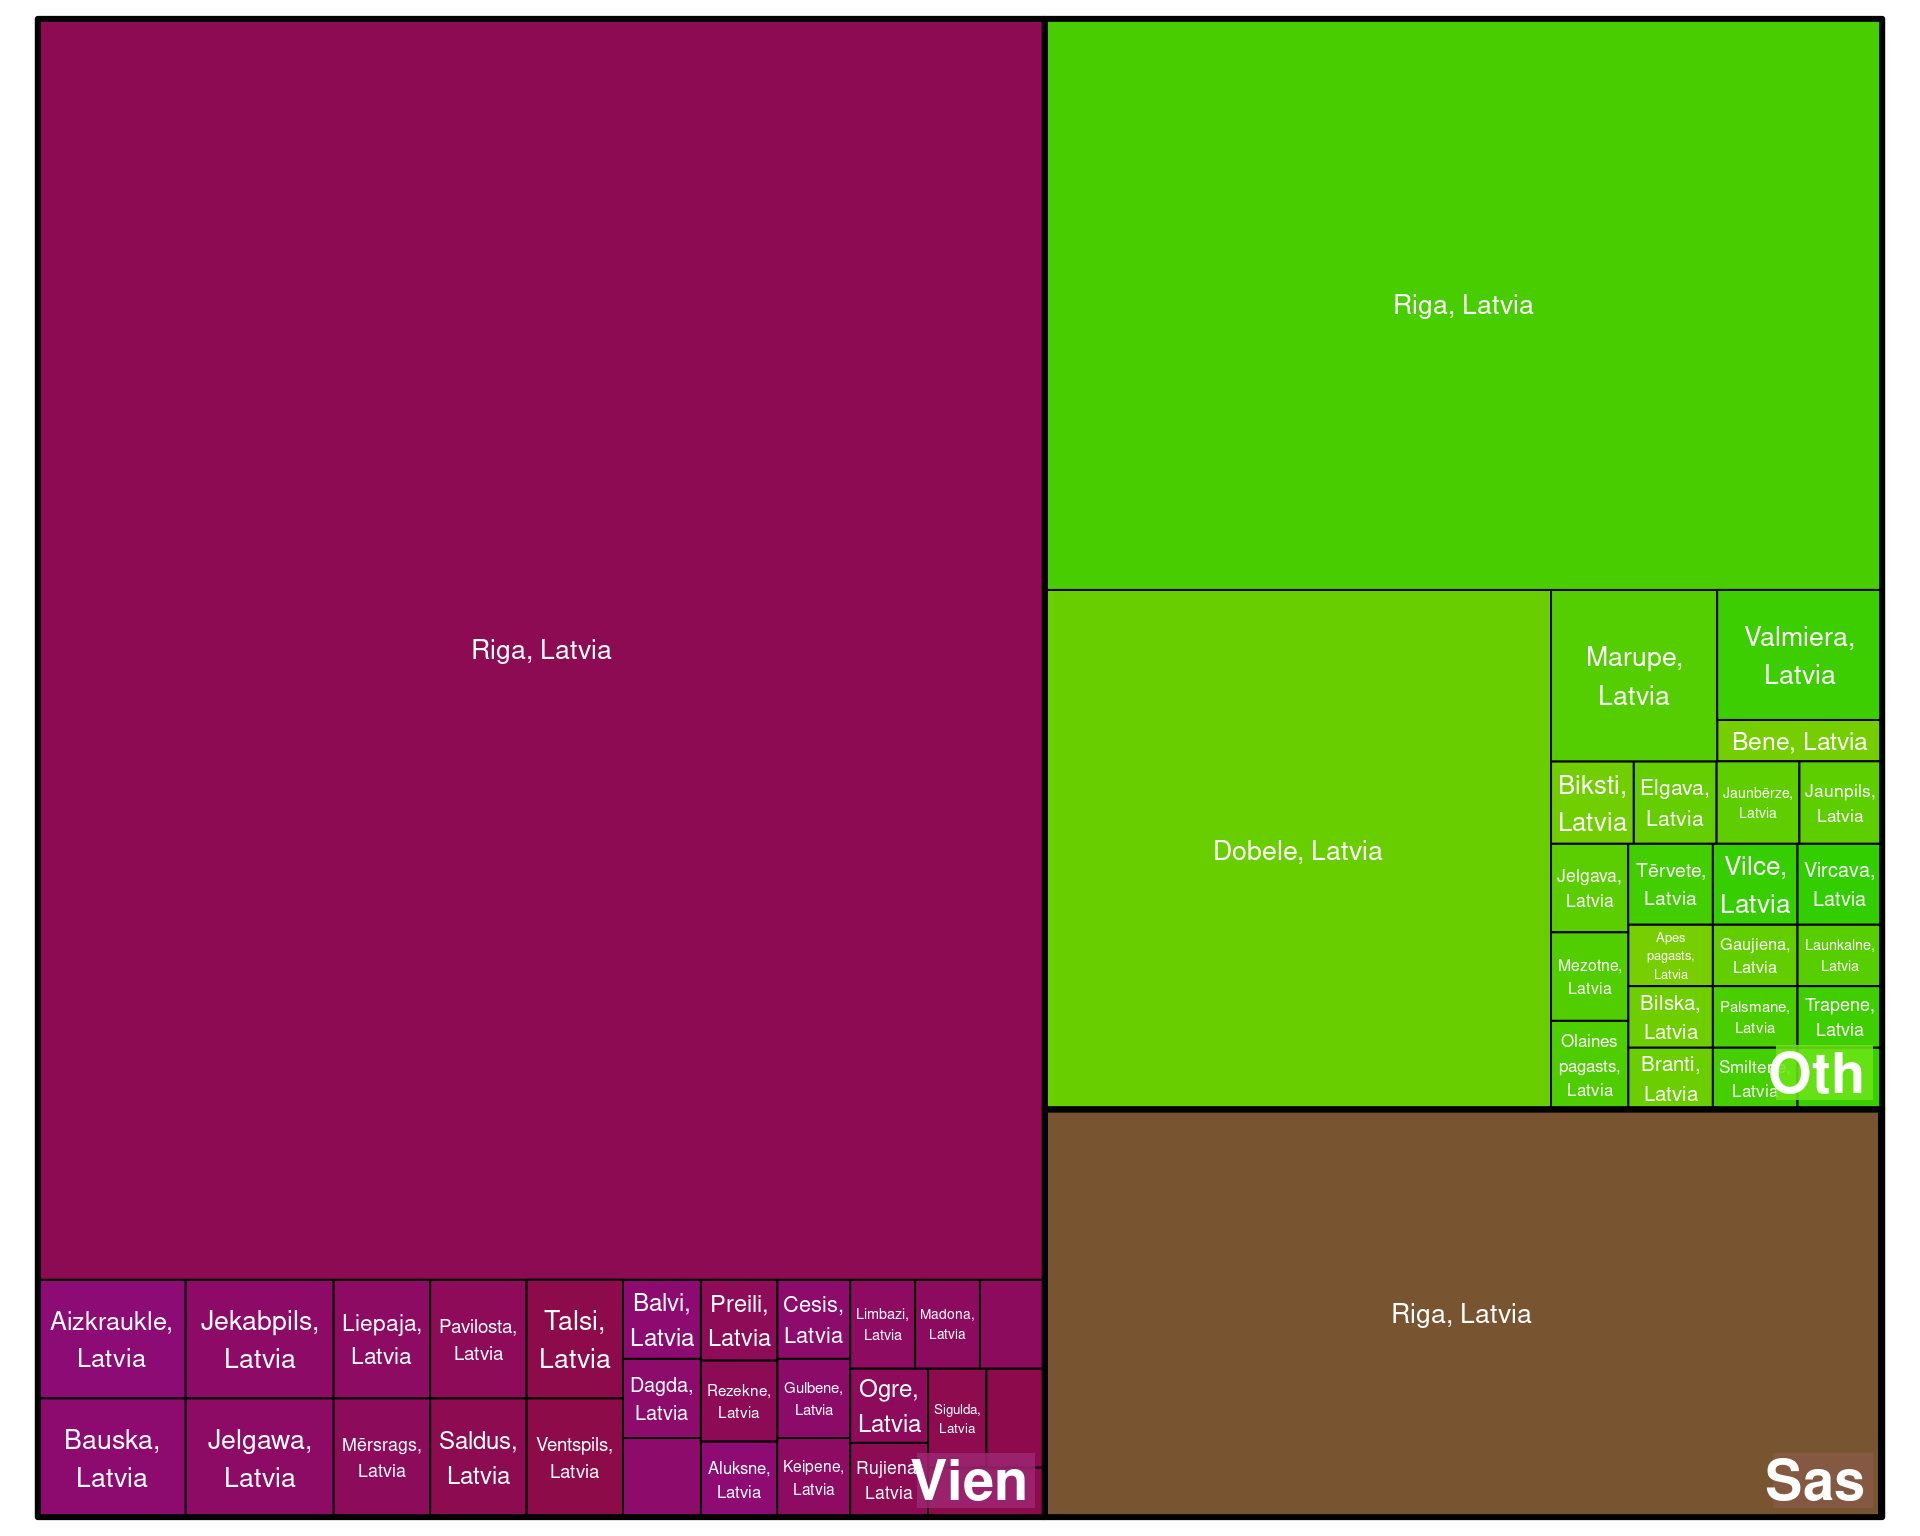 Riga, Latvia
Aizkraukle,
Latvia
Jekabpils,
Latvia
Liepaja,
Latvia
Pavilosta,
Latvia
Talsi,
Latvia
Balvi,
Latvia
Preili,
Latvia
Cesis,
Latvia
Limbazi,
Latvia
Madona,
Latvia
Dagda,
Latvia
Rezekne,
Latvia
Gulbene,
Latvia
Ogre,
Latvia
Sigulda,
Latvia
Bauska,
Latvia
Jelgawa,
Latvia
Mērsrags,
Latvia
Saldus,
Latvia
Ventspils,
Latvia
Aluksne,
Latvia
Keipene,
Latvia
Rujiena
Latvia
Vien
Riga, Latvia
Dobele, Latvia
Marupe,
Latvia
Valmiera,
Latvia
Bene, Latvia
Biksti,
Latvia
Elgava,
Latvia
Jaunbērze,
Latvia
Jaunpils,
Latvia
Jelgava,
Latvia
Tērvete,
Latvia
Vilce,
Latvia
Vircava,
Latvia
Mezotne,
Latvia
Apes
pagasts,
Latvia
Gaujiena,
Latvia
Launkalne,
Latvia
Bilska,
Latvia
Palsmane,
Latvia
Trapene,
Latvia
Olaines
pagasts,
Latvia
Branti,
Latvia
Smiltene,
Latvia
Oth
Riga, Latvia
Sas